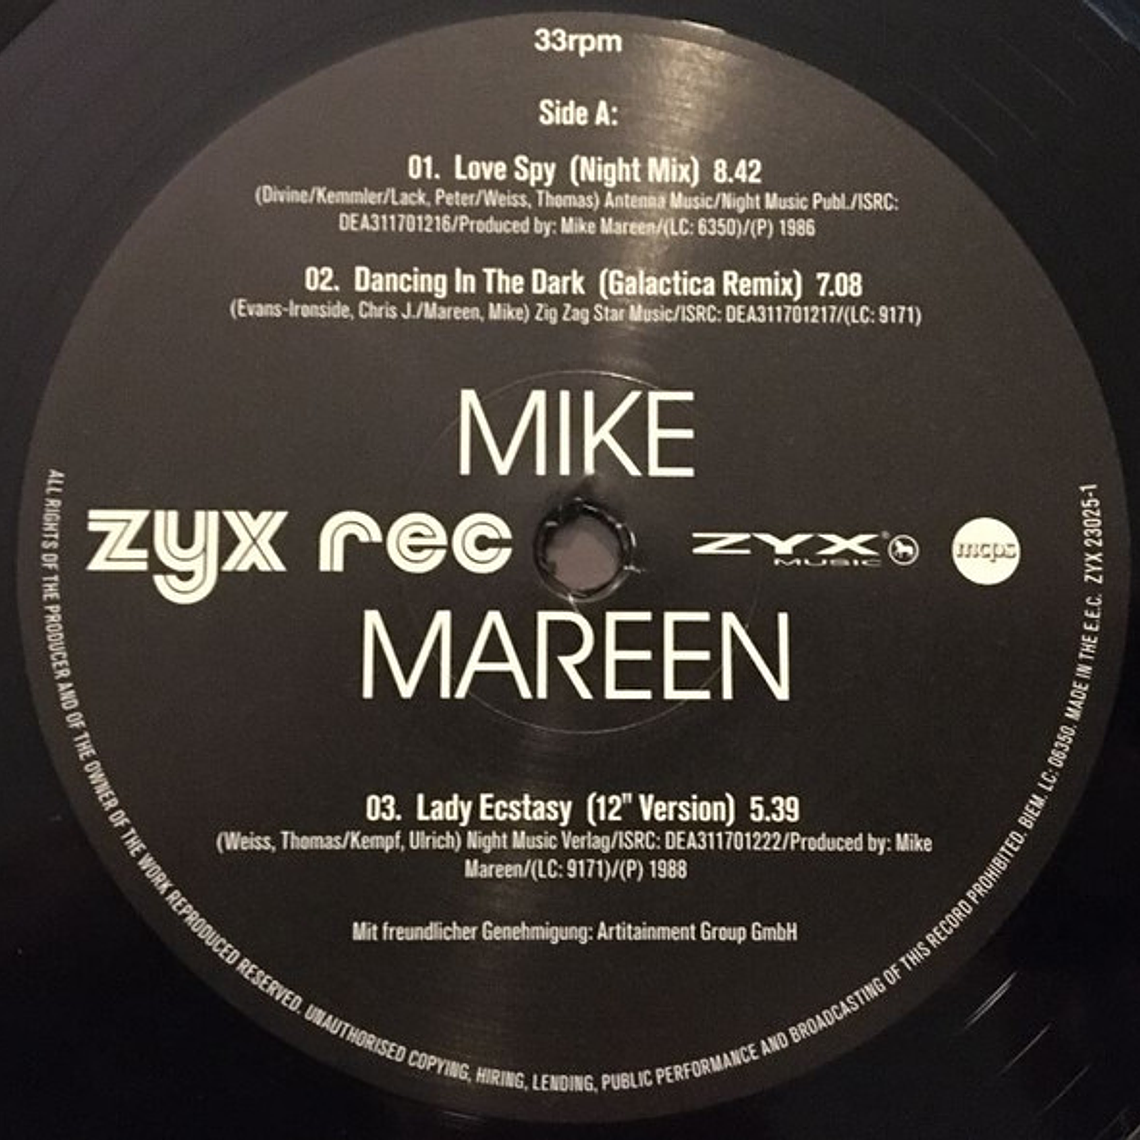 33rpm
Side A:
01. Love Spy (Night Mix) 8.42
(Divine/Kemmler/Lack, Peter/Weiss, Thomas) Antenna Music/Night Music Publ./ISRC:
DEA311701216/Produced by: Mike Mareen/(LC: 6350)/(P) 1986
02. Dancing In The Dark (Galactica Remix) 7.08
(Evans-Ironside, Chris J./Mareen, Mike) Zig Zag Star Music/ISRC: DEA311701217/(LC: 9171)
MIKE
zyx rec
ZYX®
MUSIC
mcps
MAREEN
03. Lady Ecstasy (12" Version) 5.39
(Weiss, Thomas/Kempf, Ulrich) Night Music Verlag/ISRC: DEA311701222/Produced by: Mike
Mareen/(LC: 9171)/(P) 1988
Mit freundlicher Genehmigung: Artitainment Group GmbH
ALL RIGHTS OF THE PRODUCER AND OF THE OWNER OF THE WORK REPRODUCED RESERVED. UNAUTHORISED COPYING, HIRING, LENDING, PUBLIC PERFORMANCE AND BROADCASTING OF THIS RECORD PROHIBITED. BIEM. LC: 06350. MADE IN THE E.E.C. ZYX 23025-1